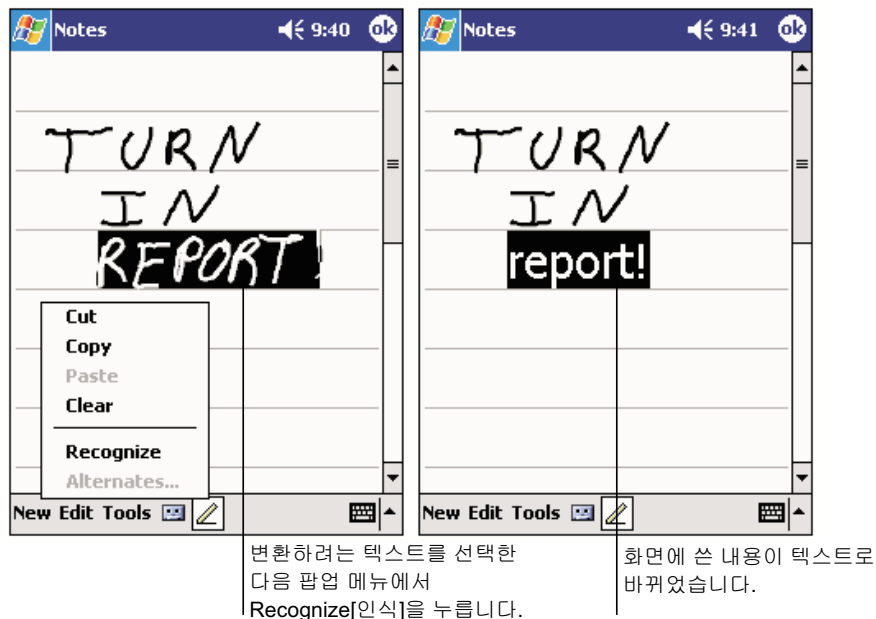 Notes 9:40 ok
TURN
IN
REPORT!
Cut
Copy
Paste
Clear
Recognize
Alternates...
New Edit Tools
변환하려는 텍스트를 선택한
다음 팝업 메뉴에서
Recognize[인식]을 누릅니다.
Notes 9:41 ok
TURN
IN
report!
New Edit Tools
화면에 쓴 내용이 텍스트로
바뀌었습니다.